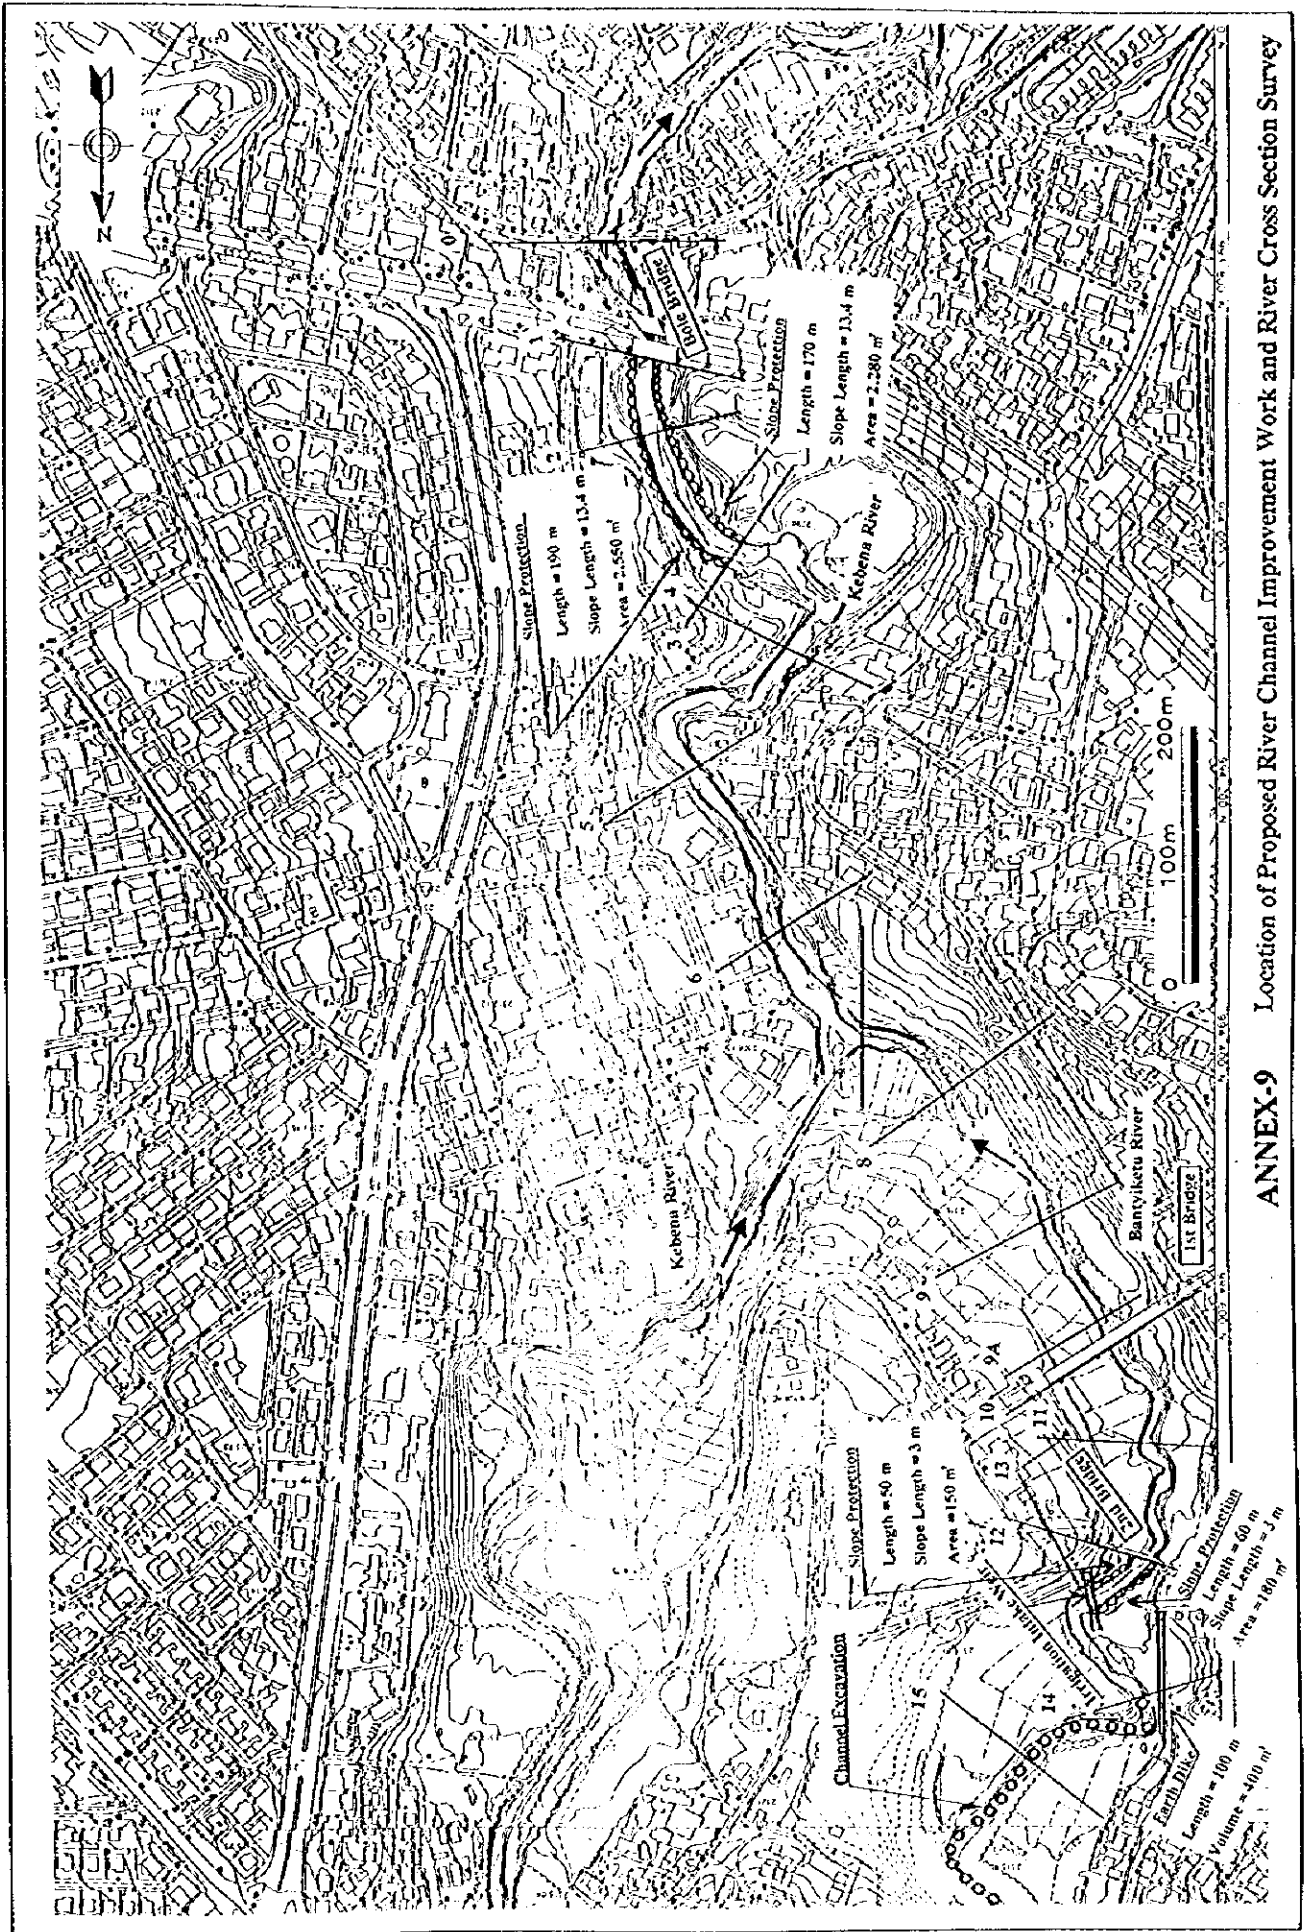 N
Bole Bridge
Slope Protection
Length = 170 m
Slope Length = 13.4 m
Area = 2.280 m²
Slope Protection
Length = 190 m
Slope Length = 13.4 m
Area = 2.550 m²
1
2
3
4
5
6
7
8
9
9A
10
11
12
13
14
15
Kebena River
Kebena River
Bantyiketu River
1st Bridge
2nd Bridge
Slope Protection
Length = 50 m
Slope Length = 3 m
Area = 150 m²
Irrigation Intake Weir
Channel Excavation
Slope Protection
Length = 60 m
Slope Length = 3 m
Area = 180 m²
Earth Dike
Length = 100 m
Volume = 400 m³
0 100m 200m
ANNEX-9 Location of Proposed River Channel Improvement Work and River Cross Section Survey